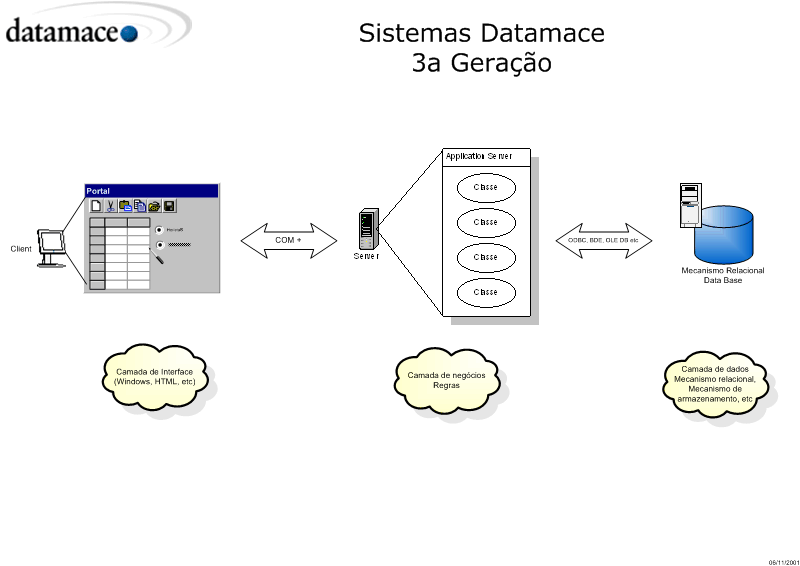 datamace
Sistemas Datamace
3a Geração
Portal
Client
COM +
Server
Application Server
Classe
Classe
Classe
Classe
ODBC, BDE, OLE DB etc
Mecanismo Relacional
Data Base
Camada de Interface
(Windows, HTML, etc)
Camada de negócios
Regras
Camada de dados
Mecanismo relacional,
Mecanismo de
armazenamento, etc
06/11/2001